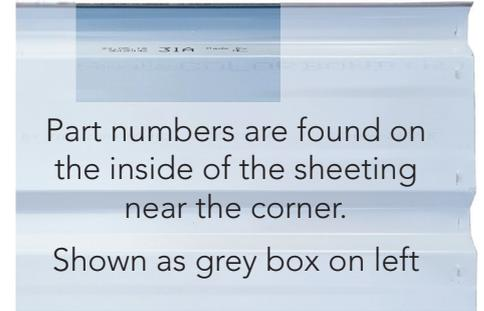 31A
Part numbers are found on
the inside of the sheeting
near the corner.
Shown as grey box on left